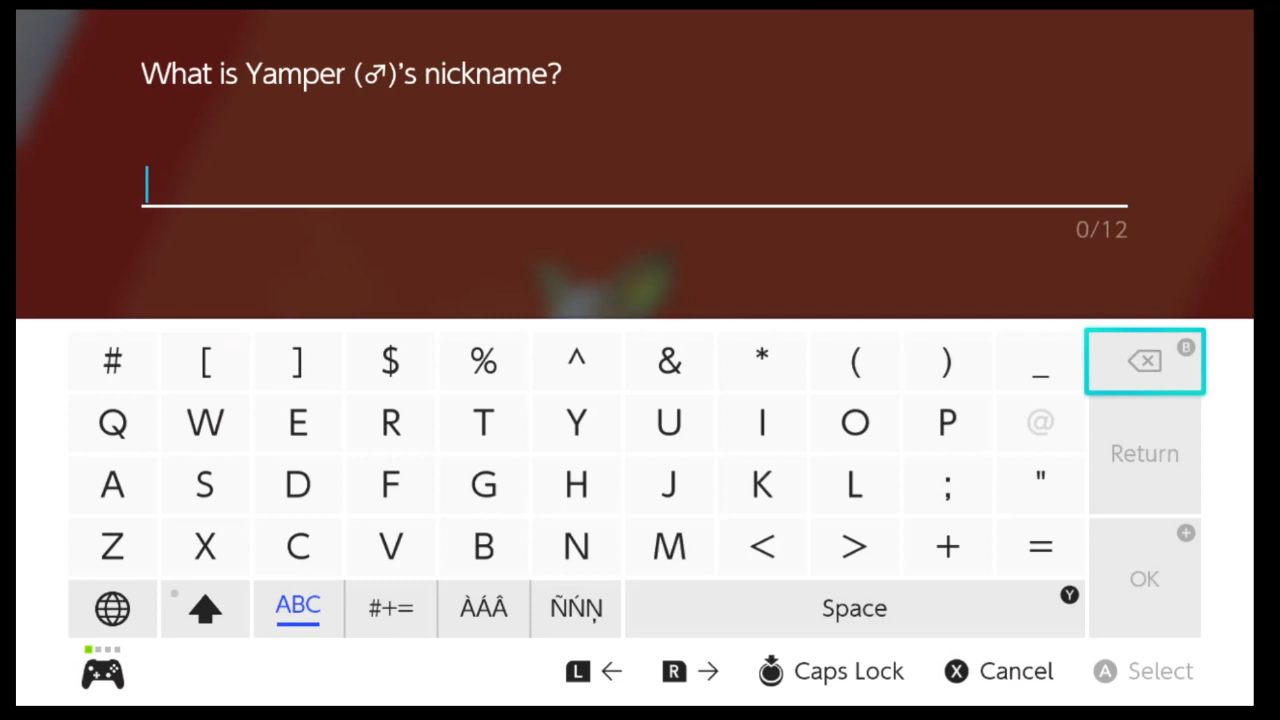 What is Yamper (♂)'s nickname?
0/12
# [ ] $ % ^ & * ( ) _ B
Q W E R T Y U I O P @ Return
A S D F G H J K L ; "
Z X C V B N M < > + = + OK
ABC #+= ÀÁÂ ÑŃŅ Space Y
L ← R → Caps Lock X Cancel A Select